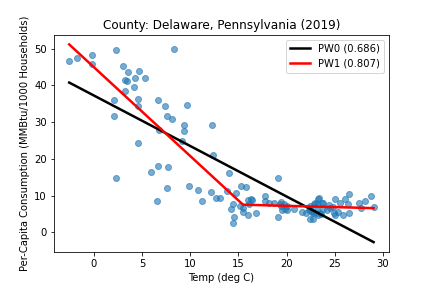 County: Delaware, Pennsylvania (2019)
PW0 (0.686)
PW1 (0.807)
Per-Capita Consumption (MMBtu/1000 Households)
50
40
30
20
10
0
0 5 10 15 20 25 30
Temp (deg C)